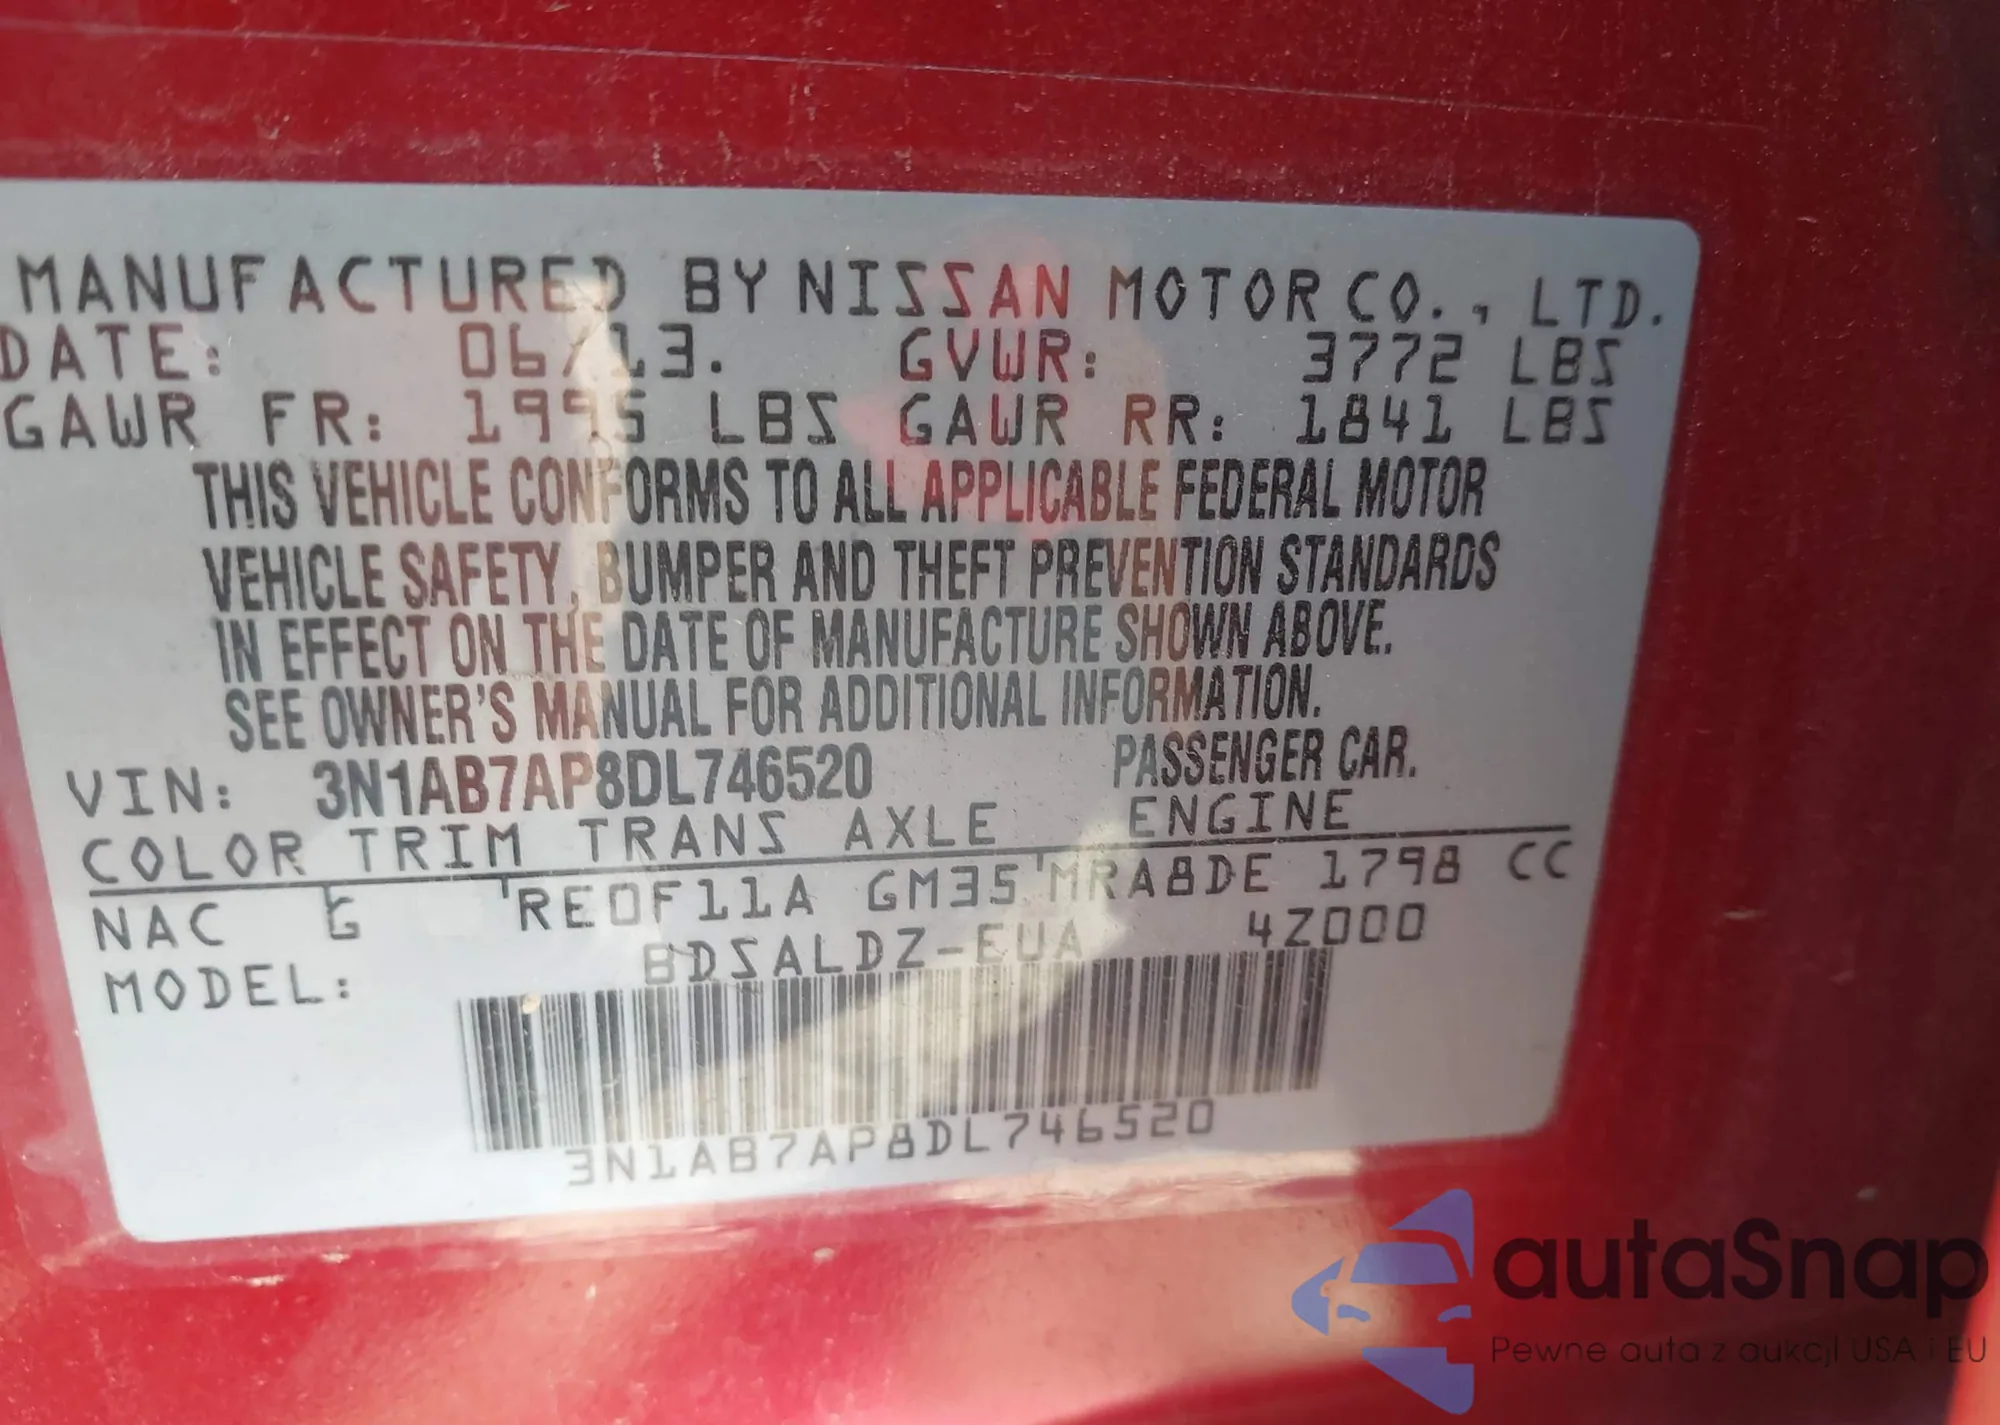 MANUFACTURED BY NISSAN MOTOR CO., LTD.
DATE: 06/13. GVWR: 3772 LBS
GAWR FR: 1995 LBS GAWR RR: 1841 LBS
THIS VEHICLE CONFORMS TO ALL APPLICABLE FEDERAL MOTOR
VEHICLE SAFETY, BUMPER AND THEFT PREVENTION STANDARDS
IN EFFECT ON THE DATE OF MANUFACTURE SHOWN ABOVE.
SEE OWNER'S MANUAL FOR ADDITIONAL INFORMATION.
VIN: 3N1AB7AP8DL746520 PASSENGER CAR.
COLOR TRIM TRANS AXLE ENGINE
NAC G RE0F11A GM35 MRA8DE 1798 CC
MODEL: BDSALDZ-EUA 4Z000
3N1AB7AP8DL746520
autaSnap
Pewne auta z aukcji USA i EU